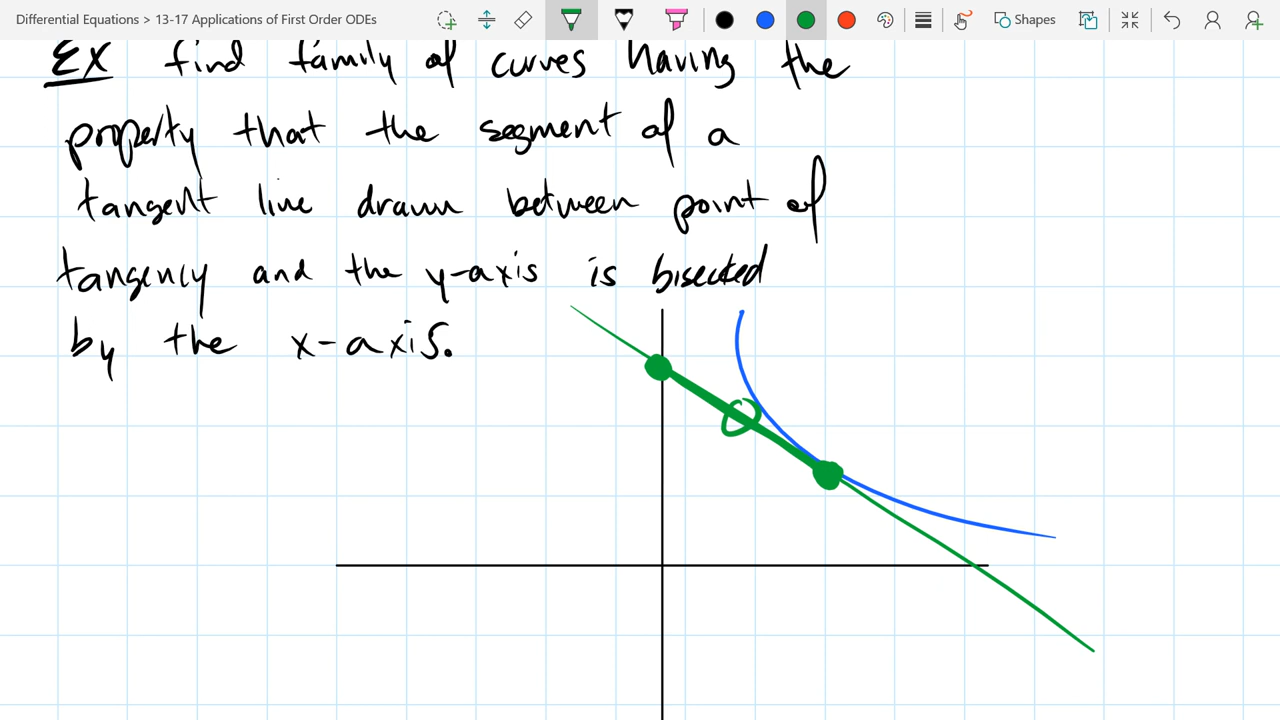 Differential Equations > 13-17 Applications of First Order ODEs
Shapes
Ex find family of curves having the
property that the segment of a
tangent line drawn between point of
tangency and the y-axis is bisected
by the x-axis.